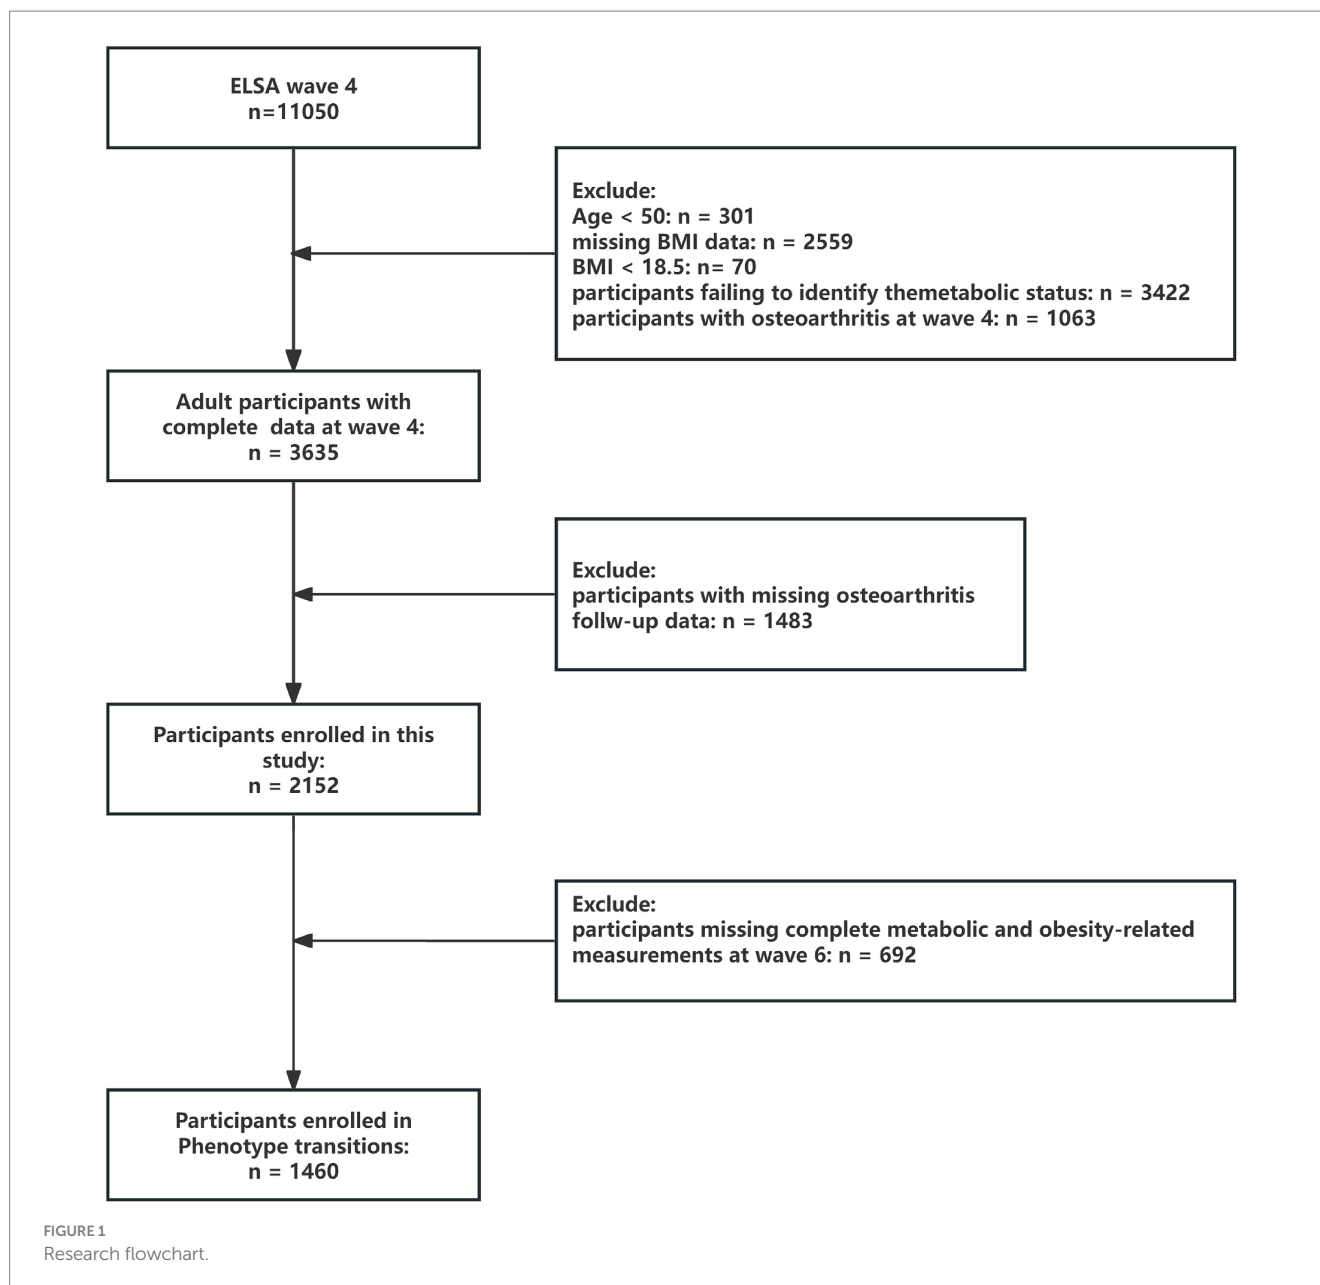 ELSA wave 4
n=11050
Exclude:
Age < 50: n = 301
missing BMI data: n = 2559
BMI < 18.5: n= 70
participants failing to identify themetabolic status: n = 3422
participants with osteoarthritis at wave 4: n = 1063
Adult participants with
complete  data at wave 4:
n = 3635
Exclude:
participants with missing osteoarthritis
follw-up data: n = 1483
Participants enrolled in this
study:
n = 2152
Exclude:
participants missing complete metabolic and obesity-related
measurements at wave 6: n = 692
Participants enrolled in
Phenotype transitions:
n = 1460
FIGURE 1
Research flowchart.